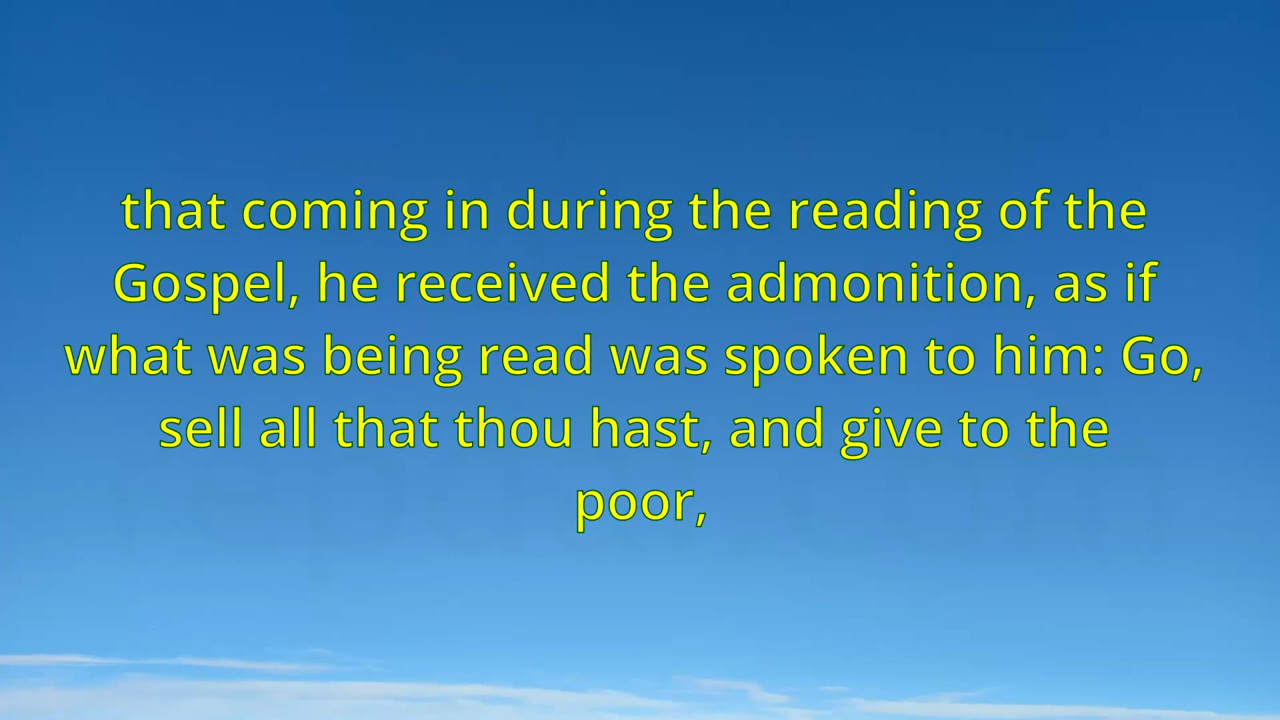 that coming in during the reading of the
Gospel, he received the admonition, as if
what was being read was spoken to him: Go,
sell all that thou hast, and give to the
poor,